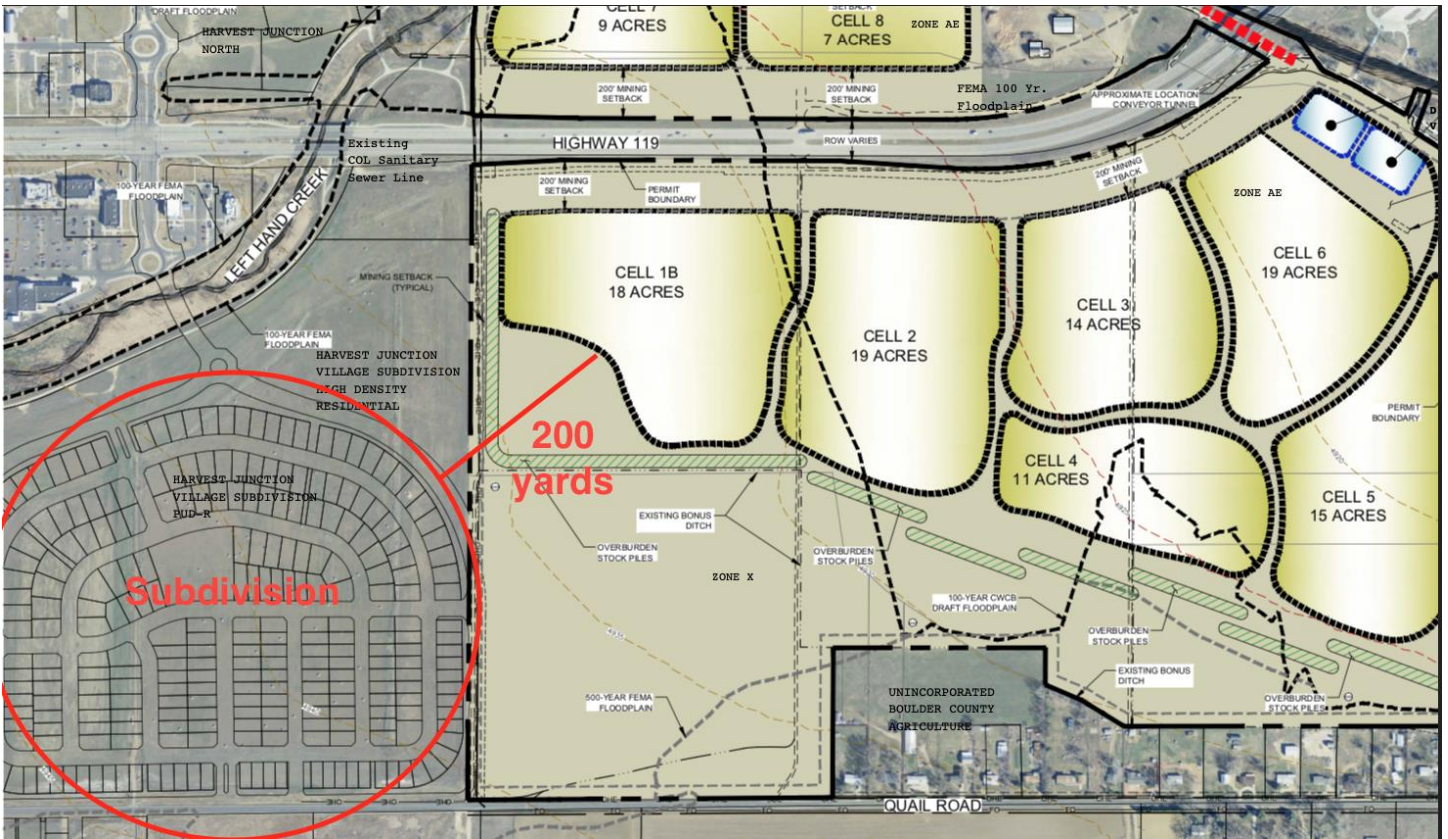 DRAFT FLOODPLAIN
HARVEST JUNCTION
NORTH
CELL 7
9 ACRES
SETBACK
CELL 8
7 ACRES
ZONE AE
200' MINING
SETBACK
200' MINING
SETBACK
FEMA 100 Yr.
Floodplain
APPROXIMATE LOCATION
CONVEYOR TUNNEL
D
V
HIGHWAY 119
ROW VARIES
Existing
COL Sanitary
Sewer Line
100-YEAR FEMA
FLOODPLAIN
LEFT HAND CREEK
200' MINING
SETBACK
PERMIT
BOUNDARY
200' MINING
SETBACK
ZONE AE
MINING SETBACK
(TYPICAL)
CELL 1B
18 ACRES
CELL 2
19 ACRES
CELL 3
14 ACRES
CELL 6
19 ACRES
100-YEAR FEMA
FLOODPLAIN
HARVEST JUNCTION
VILLAGE SUBDIVISION
HIGH DENSITY
RESIDENTIAL
PERMIT
BOUNDARY
200
yards
HARVEST JUNCTION
VILLAGE SUBDIVISION
PUD-R
CELL 4
11 ACRES
4920
CELL 5
15 ACRES
EXISTING BONUS
DITCH
OVERBURDEN
STOCK PILES
OVERBURDEN
STOCK PILES
ZONE X
Subdivision
100-YEAR CWCB
DRAFT FLOODPLAIN
OVERBURDEN
STOCK PILES
4935
EXISTING BONUS
DITCH
500-YEAR FEMA
FLOODPLAIN
UNINCORPORATED
BOULDER COUNTY
AGRICULTURE
OVERBURDEN
STOCK PILES
QUAIL ROAD